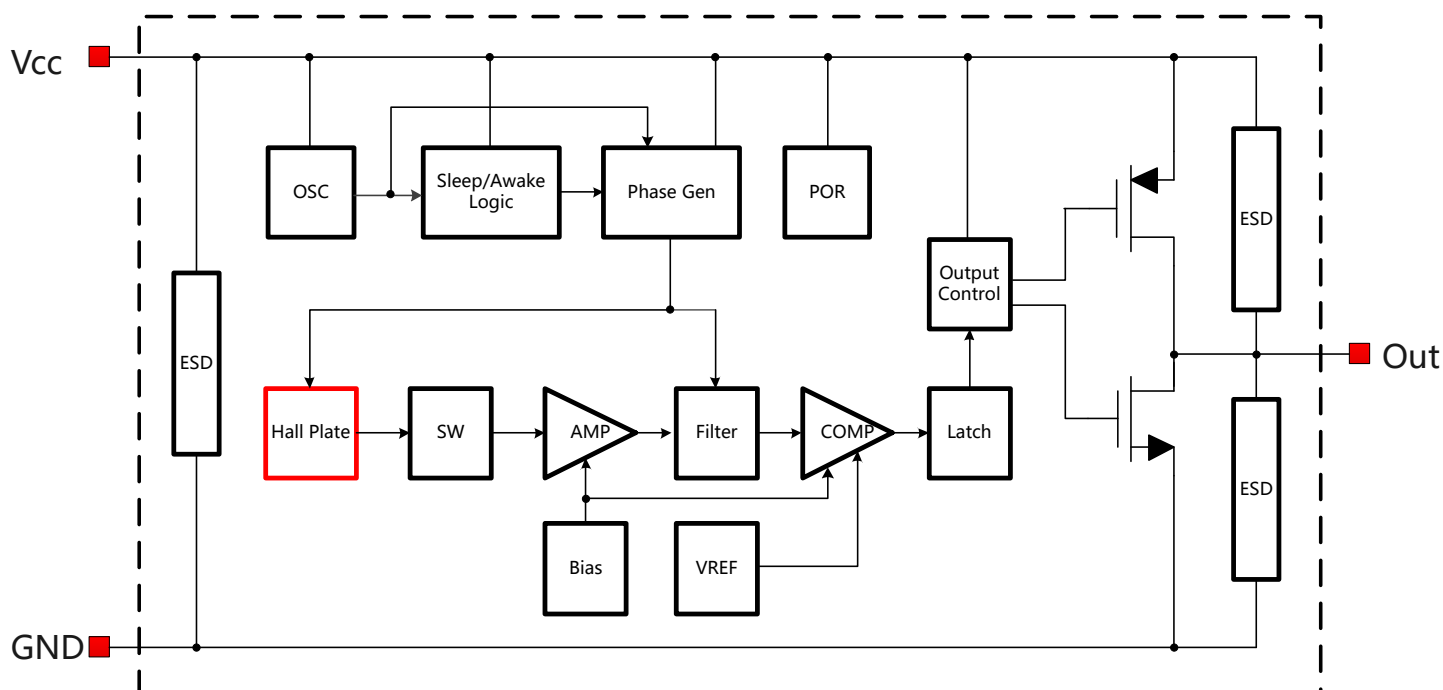 Vcc
OSC
Sleep/Awake
Logic
Phase Gen
POR
ESD
Output
Control
ESD
Out
Hall Plate
SW
AMP
Filter
COMP
Latch
ESD
Bias
VREF
GND